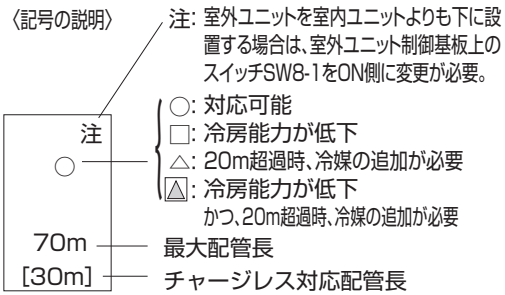 〈記号の説明〉
注: 室外ユニットを室内ユニットよりも下に設
置する場合は、室外ユニット制御基板上の
スイッチSW8-1をON側に変更が必要。
注
○
○: 対応可能
□: 冷房能力が低下
△: 20m超過時、冷媒の追加が必要
△: 冷房能力が低下
かつ、20m超過時、冷媒の追加が必要
70m
最大配管長
[30m]
チャージレス対応配管長